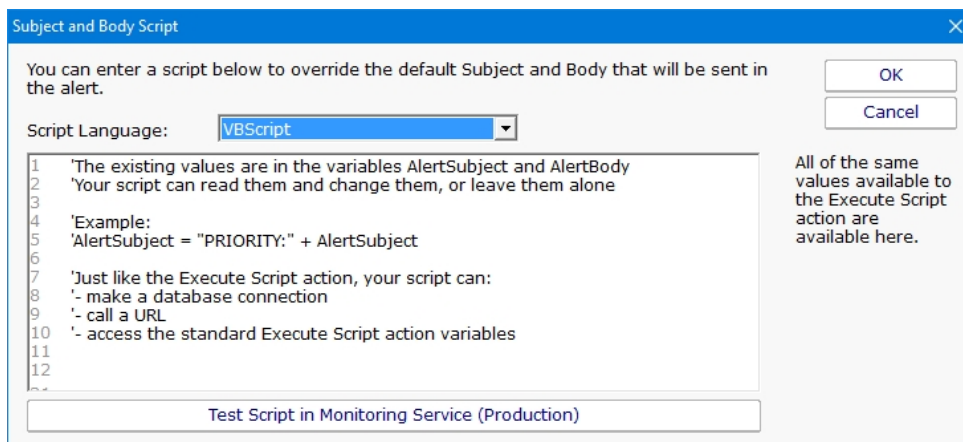 Subject and Body Script
You can enter a script below to override the default Subject and Body that will be sent in
the alert.
OK
Cancel
Script Language:
VBScript
All of the same
values available to
the Execute Script
action are
available here.
1 'The existing values are in the variables AlertSubject and AlertBody
2 'Your script can read them and change them, or leave them alone
3
4 'Example:
5 'AlertSubject = "PRIORITY:" + AlertSubject
6
7 'Just like the Execute Script action, your script can:
8 '- make a database connection
9 '- call a URL
10 '- access the standard Execute Script action variables
11
12
Test Script in Monitoring Service (Production)